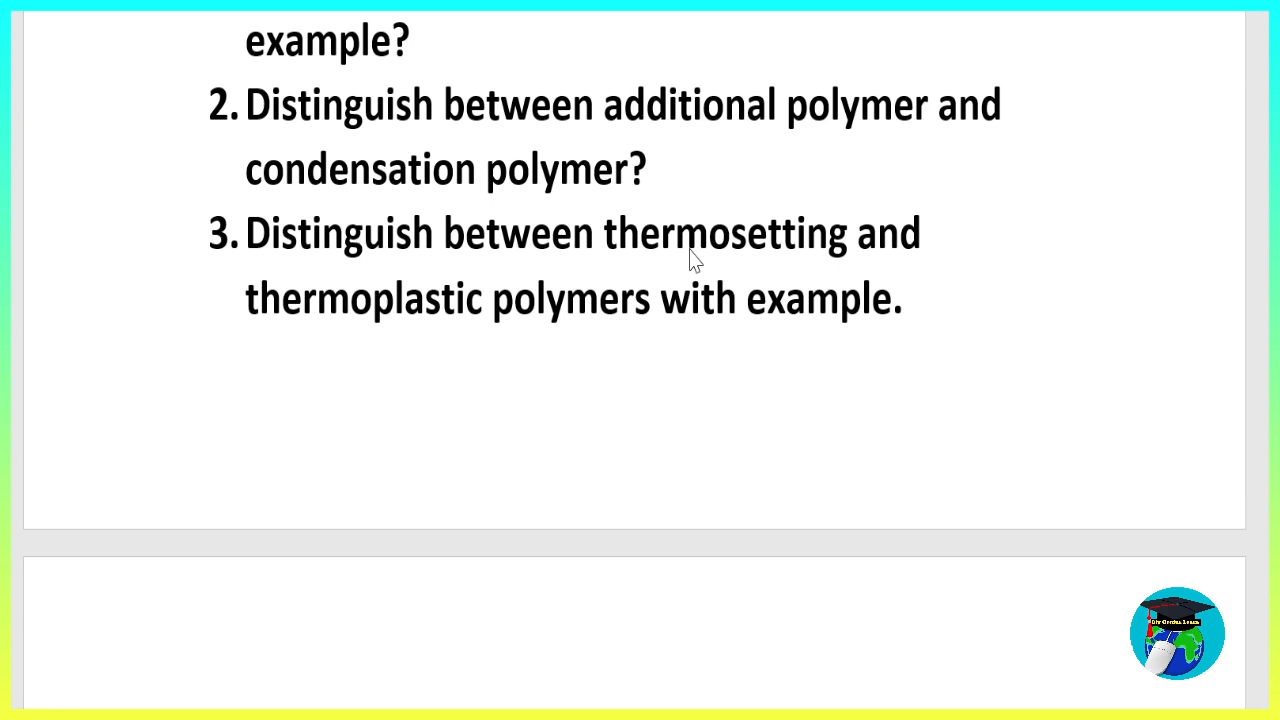 example?
2. Distinguish between additional polymer and
condensation polymer?
3. Distinguish between thermosetting and
thermoplastic polymers with example.